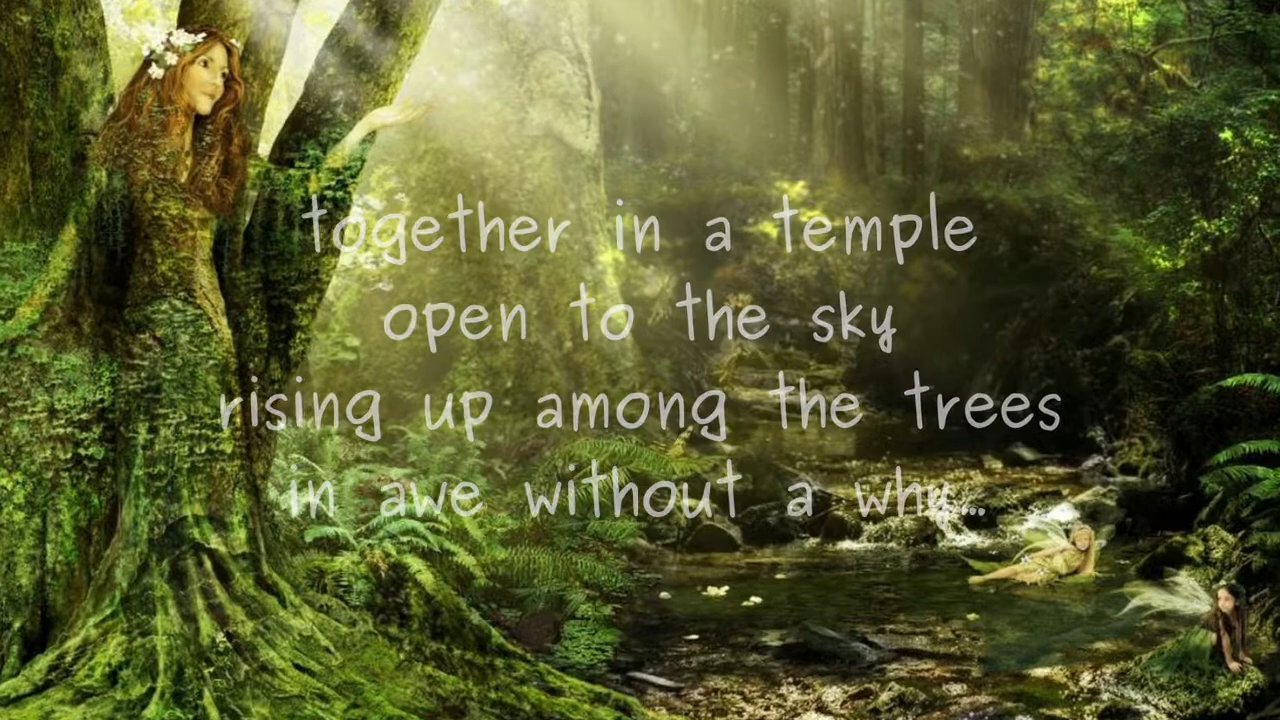 together in a temple
open to the sky
rising up among the trees
in awe without a why...